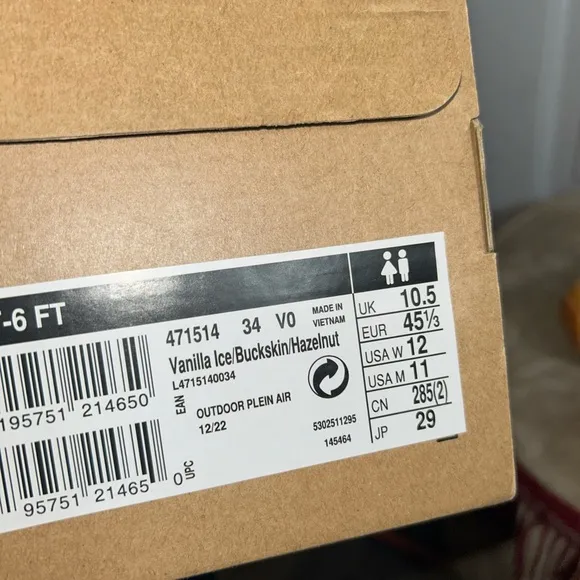 -6 FT
471514 34 V0
MADE IN
VIETNAM
Vanilla Ice/Buckskin/Hazelnut
L4715140034
EAN
OUTDOOR PLEIN AIR
12/22
5302511295
145464
195751 214650
95751 21465 0
UPC
UK 10.5
EUR 45⅓
USA W 12
USA M 11
CN 285(2)
JP 29